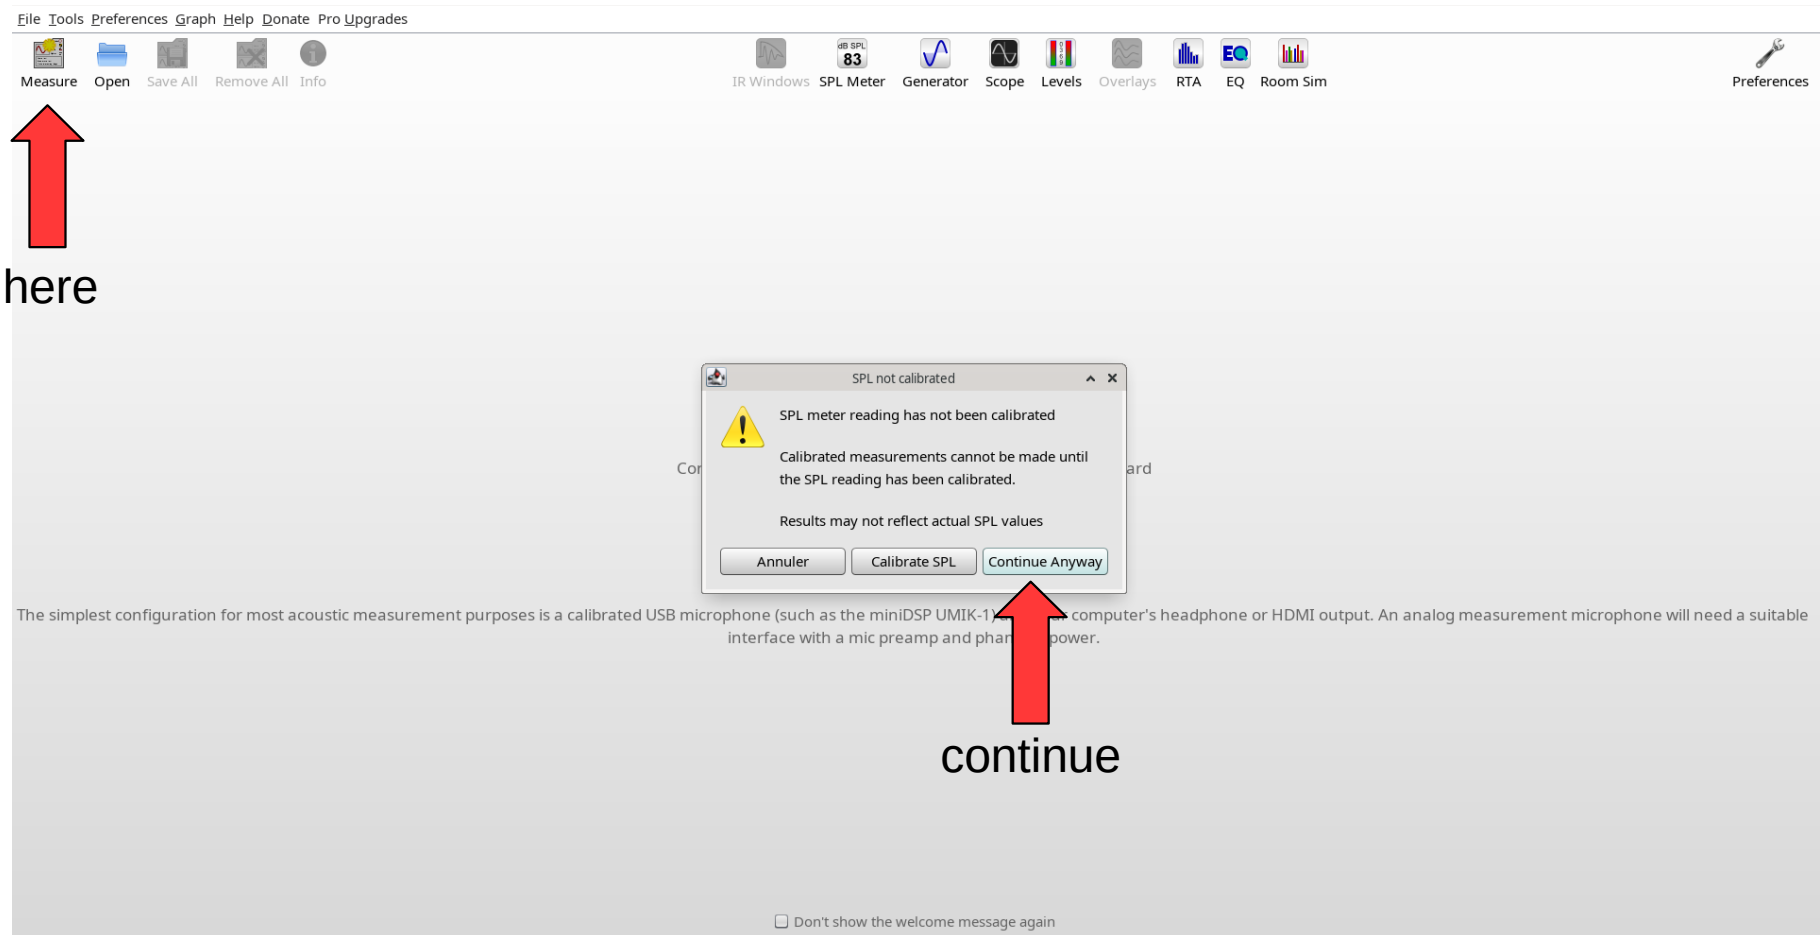 File Tools Preferences Graph Help Donate Pro Upgrades
Measure Open Save All Remove All Info IR Windows dB SPL 83 SPL Meter Generator Scope Levels Overlays RTA EQ EQ Room Sim Preferences
here
SPL not calibrated
SPL meter reading has not been calibrated
Calibrated measurements cannot be made until
the SPL reading has been calibrated.
Results may not reflect actual SPL values
Annuler Calibrate SPL Continue Anyway
The simplest configuration for most acoustic measurement purposes is a calibrated USB microphone (such as the miniDSP UMIK-1) computer's headphone or HDMI output. An analog measurement microphone will need a suitable
interface with a mic preamp and power.
continue
Don't show the welcome message again